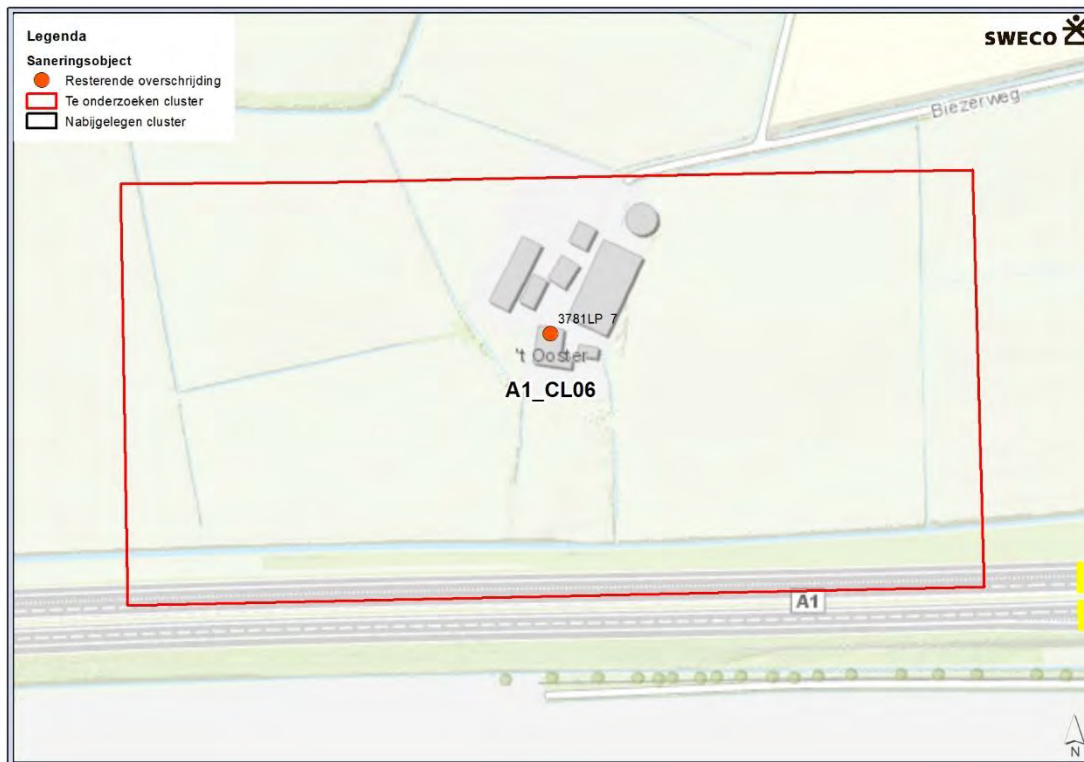 Legenda
SWECO
Saneringsobject
Resterende overschrijding
Te onderzoeken cluster
Nabijgelegen cluster
Biezerweg
3781LP 7
't Ooster
A1_CL06
A1
N